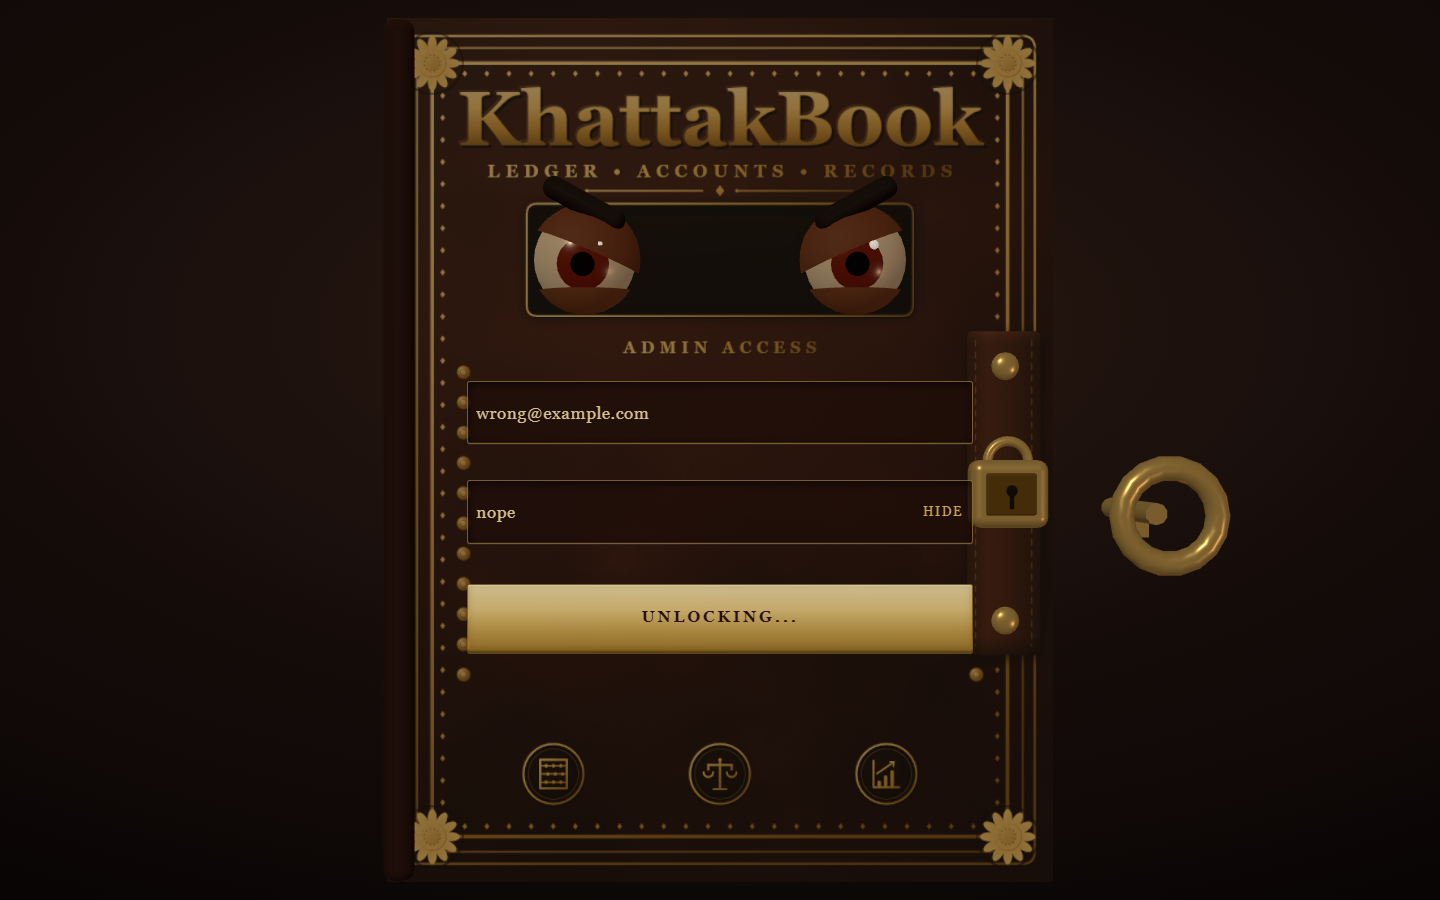 KhattakBook
LEDGER • ACCOUNTS • RECORDS
ADMIN ACCESS
wrong@example.com
nope HIDE
UNLOCKING...